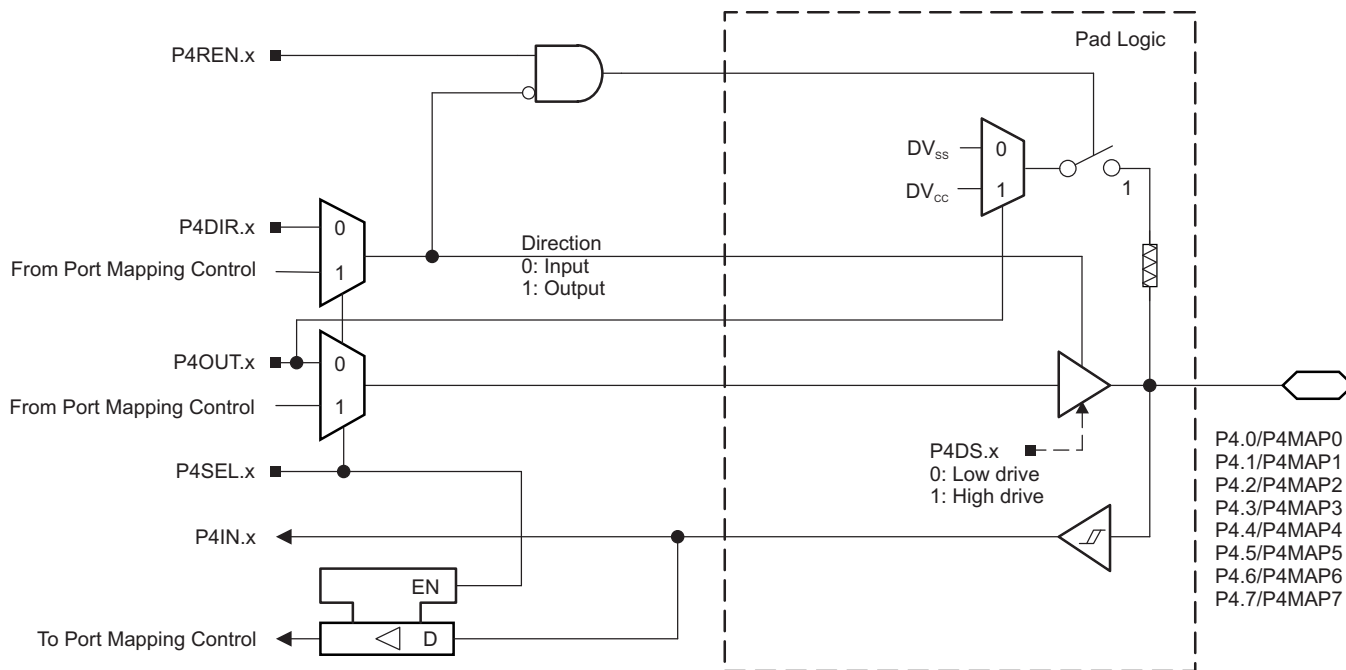 Pad Logic
P4REN.x
DVSS
0
DVCC
1
1
P4DIR.x
0
From Port Mapping Control
1
Direction
0: Input
1: Output
P4OUT.x
0
From Port Mapping Control
1
P4SEL.x
P4DS.x
0: Low drive
1: High drive
P4.0/P4MAP0
P4.1/P4MAP1
P4.2/P4MAP2
P4.3/P4MAP3
P4.4/P4MAP4
P4.5/P4MAP5
P4.6/P4MAP6
P4.7/P4MAP7
P4IN.x
EN
To Port Mapping Control
D